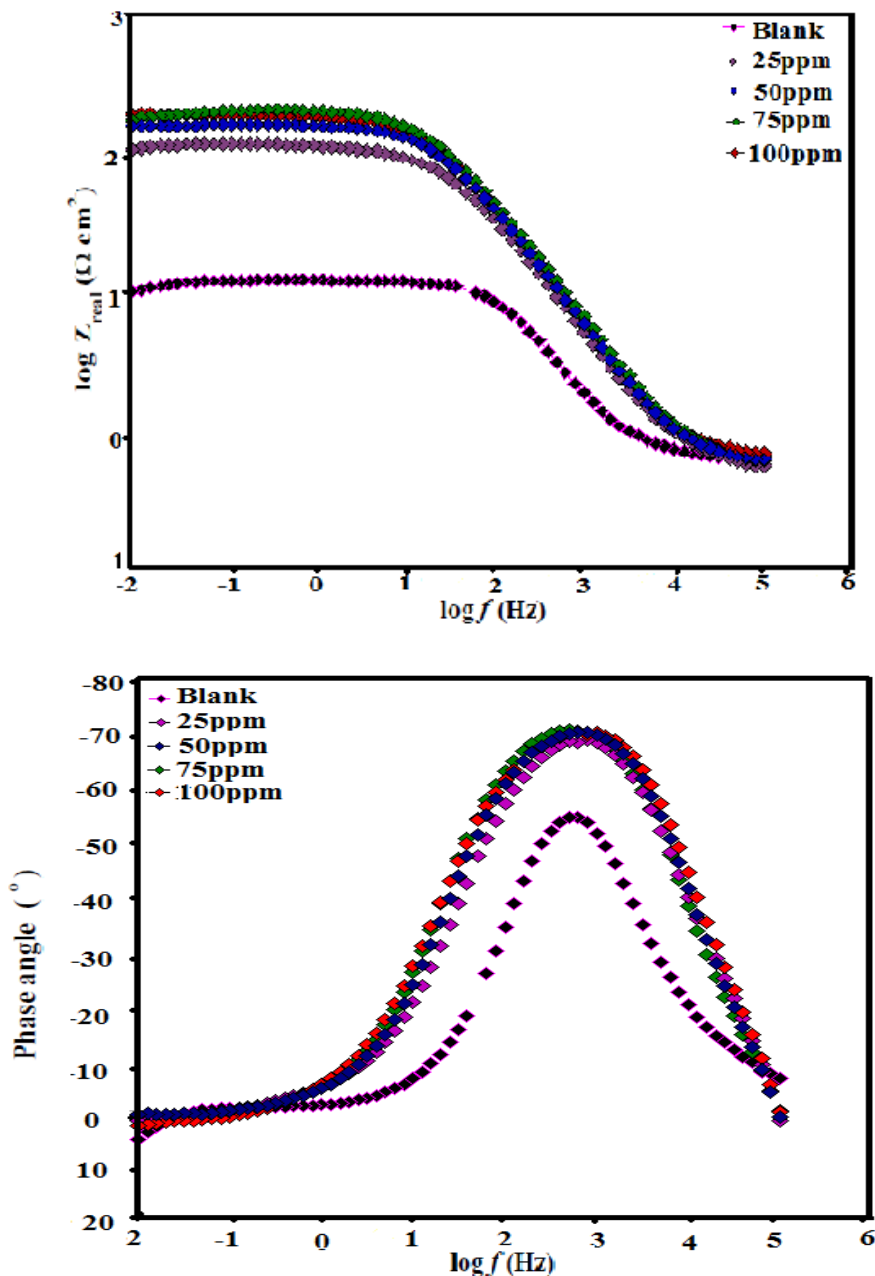 3
Blank
25ppm
50ppm
75ppm
100ppm
2
1
0
1
log Z real (Ω cm²)
-2 -1 0 1 2 3 4 5 6
log f (Hz)
-80
Blank
-70
25ppm
50ppm
-60
75ppm
100ppm
-50
-40
-30
-20
-10
0
10
20
Phase angle ( °)
2 -1 0 1 2 3 4 5 6
log f (Hz)